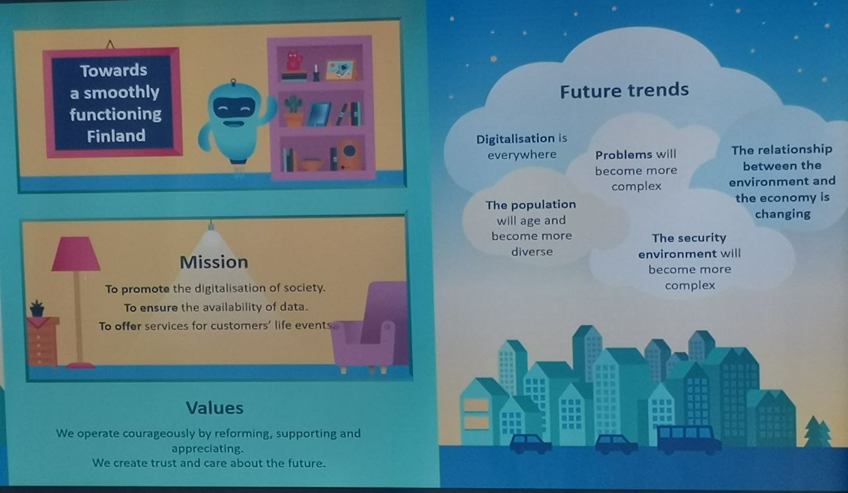 Towards
a smoothly
functioning
Finland
Mission
To promote the digitalisation of society.
To ensure the availability of data.
To offer services for customers' life events.
Values
We operate courageously by reforming, supporting and
appreciating.
We create trust and care about the future.
Future trends
Digitalisation is
everywhere
Problems will
become more
complex
The relationship
between the
environment and
the economy is
changing
The population
will age and
become more
diverse
The security
environment will
become more
complex